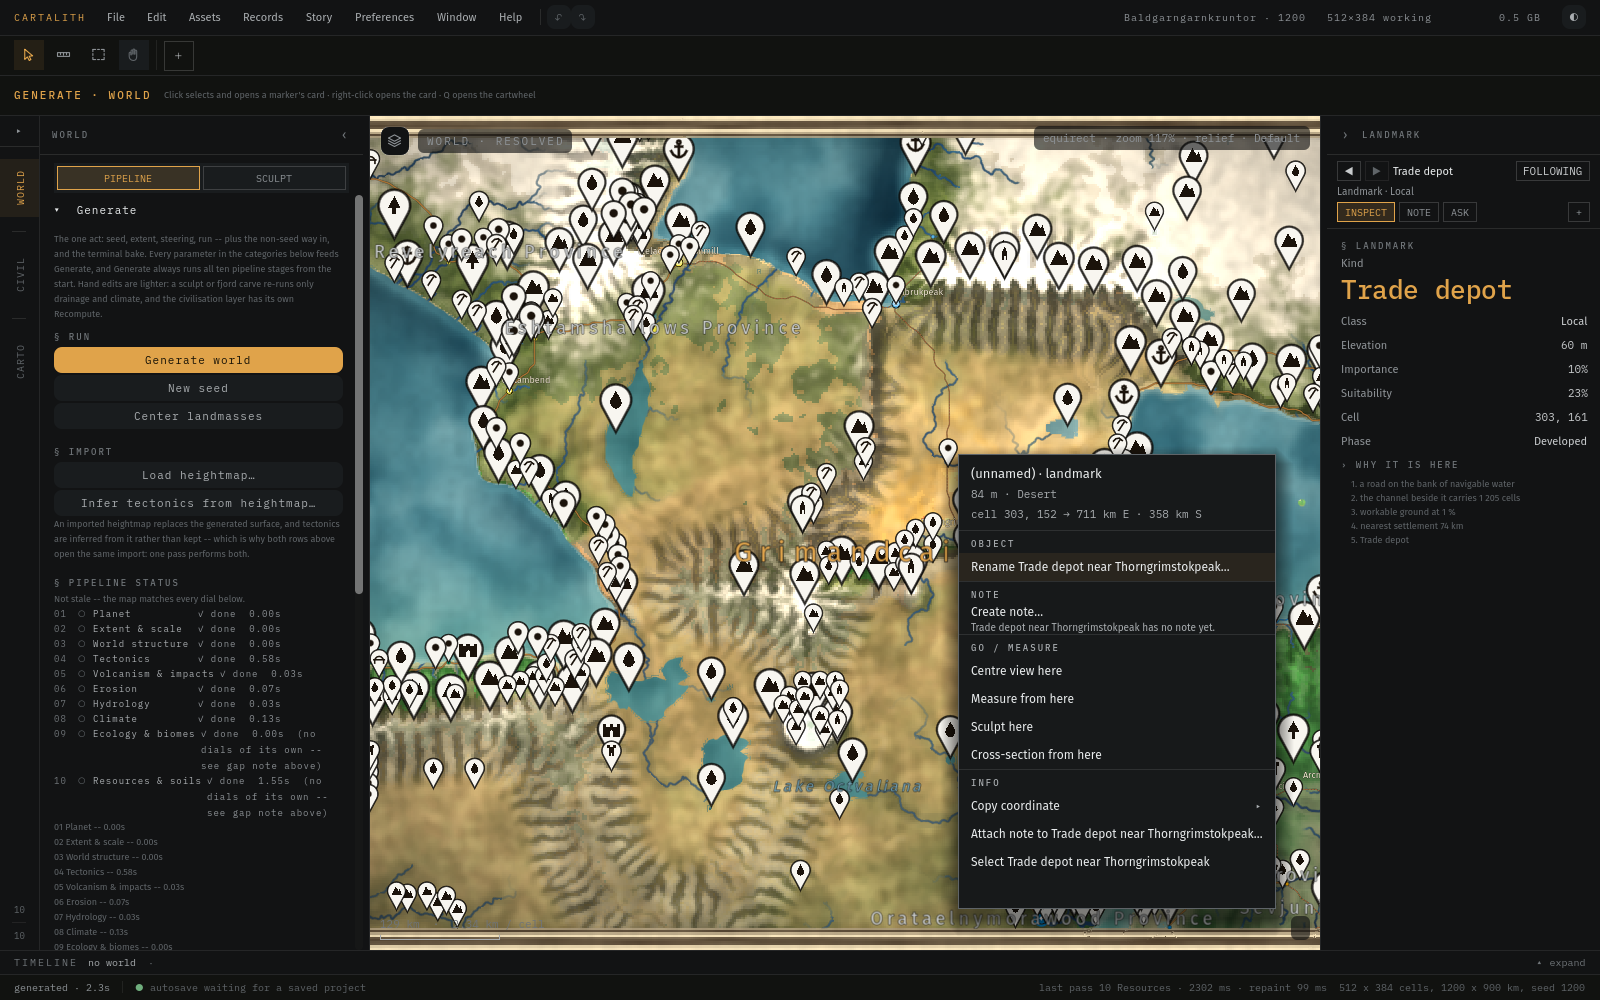 CARTALITH File Edit Assets Records Story Preferences Window Help
Baldgarngarnkruntor · 1200 512×384 working 0.5 GB
GENERATE · WORLD Click selects and opens a marker's card · right-click opens the card · Q opens the cartwheel
WORLD
CIVIL
CARTO
10
10
WORLD
PIPELINE SCULPT
Generate
The one act: seed, extent, steering, run -- plus the non-seed way in,
and the terminal bake. Every parameter in the categories below feeds
Generate, and Generate always runs all ten pipeline stages from the
start. Hand edits are lighter: a sculpt or fjord carve re-runs only
drainage and climate, and the civilisation layer has its own
Recompute.
§ RUN
Generate world
New seed
Center landmasses
§ IMPORT
Load heightmap…
Infer tectonics from heightmap…
An imported heightmap replaces the generated surface, and tectonics
are inferred from it rather than kept -- which is why both rows above
open the same import: one pass performs both.
§ PIPELINE STATUS
Not stale -- the map matches every dial below.
01 Planet √ done 0.00s
02 Extent & scale √ done 0.00s
03 World structure √ done 0.00s
04 Tectonics √ done 0.58s
05 Volcanism & impacts √ done 0.03s
06 Erosion √ done 0.07s
07 Hydrology √ done 0.03s
08 Climate √ done 0.13s
09 Ecology & biomes √ done 0.00s (no
dials of its own --
see gap note above)
10 Resources & soils √ done 1.55s (no
dials of its own --
see gap note above)
01 Planet -- 0.00s
02 Extent & scale -- 0.00s
03 World structure -- 0.00s
04 Tectonics -- 0.58s
05 Volcanism & impacts -- 0.03s
06 Erosion -- 0.07s
07 Hydrology -- 0.03s
08 Climate -- 0.13s
09 Ecology & biomes -- 0.00s
WORLD · RESOLVED
equirect · zoom 117% · relief · Default
Revelyreach Province
Eshtamshallows Province
brukpeak
ambend
Grimandcai
Lake Octvaliana
Orataelnymorawood Province
(unnamed) · landmark
84 m · Desert
cell 303, 152 → 711 km E · 358 km S
OBJECT
Rename Trade depot near Thorngrimstokpeak…
NOTE
Create note…
Trade depot near Thorngrimstokpeak has no note yet.
GO / MEASURE
Centre view here
Measure from here
Sculpt here
Cross-section from here
INFO
Copy coordinate
Attach note to Trade depot near Thorngrimstokpeak…
Select Trade depot near Thorngrimstokpeak
LANDMARK
Trade depot FOLLOWING
Landmark · Local
INSPECT NOTE ASK +
§ LANDMARK
Kind
Trade depot
Class Local
Elevation 60 m
Importance 10%
Suitability 23%
Cell 303, 161
Phase Developed
› WHY IT IS HERE
1. a road on the bank of navigable water
2. the channel beside it carries 1 205 cells
3. workable ground at 1 %
4. nearest settlement 74 km
5. Trade depot
TIMELINE no world · expand
generated · 2.3s autosave waiting for a saved project
last pass 10 Resources · 2302 ms · repaint 99 ms 512 x 384 cells, 1200 x 900 km, seed 1200